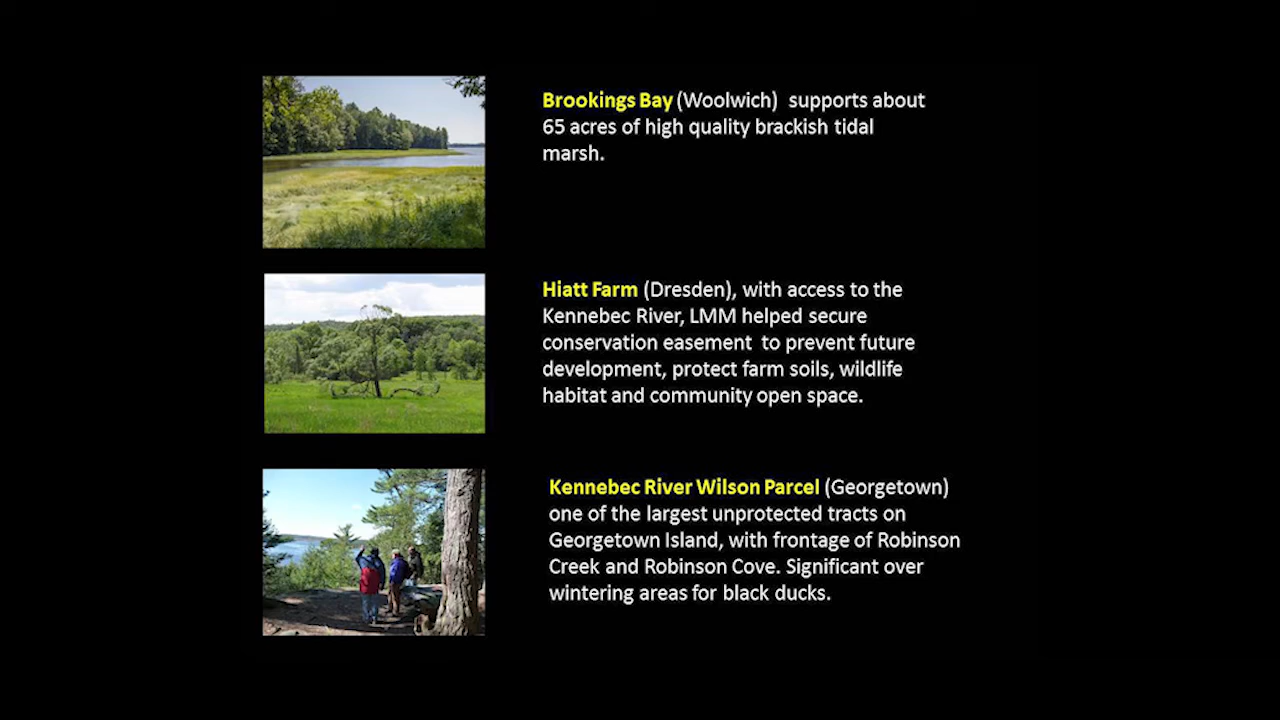 Brookings Bay (Woolwich) supports about
65 acres of high quality brackish tidal
marsh.
Hiatt Farm (Dresden), with access to the
Kennebec River, LMM helped secure
conservation easement to prevent future
development, protect farm soils, wildlife
habitat and community open space.
Kennebec River Wilson Parcel (Georgetown)
one of the largest unprotected tracts on
Georgetown Island, with frontage of Robinson
Creek and Robinson Cove. Significant over
wintering areas for black ducks.